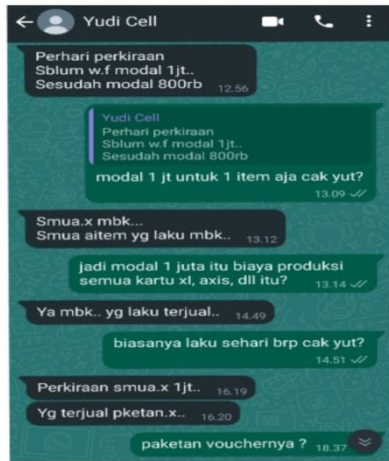 Yudi Cell
Perhari perkiraan
Sblum w.f modal 1jt..
Sesudah modal 800rb
12.56
Yudi Cell
Perhari perkiraan
Sblum w.f modal 1jt..
Sesudah modal 800rb
modal 1 jt untuk 1 item aja cak yut?
13.09
Smua.x mbk...
Smua aitem yg laku mbk.. 13.12
jadi modal 1 juta itu biaya produksi
semua kartu xl, axis, dll itu? 13.14
Ya mbk.. yg laku terjual.. 14.49
biasanya laku sehari brp cak yut?
14.51
Perkiraan smua.x 1jt.. 16.19
Yg terjual pketan.x.. 16.20
paketan vouchernya ? 18.37